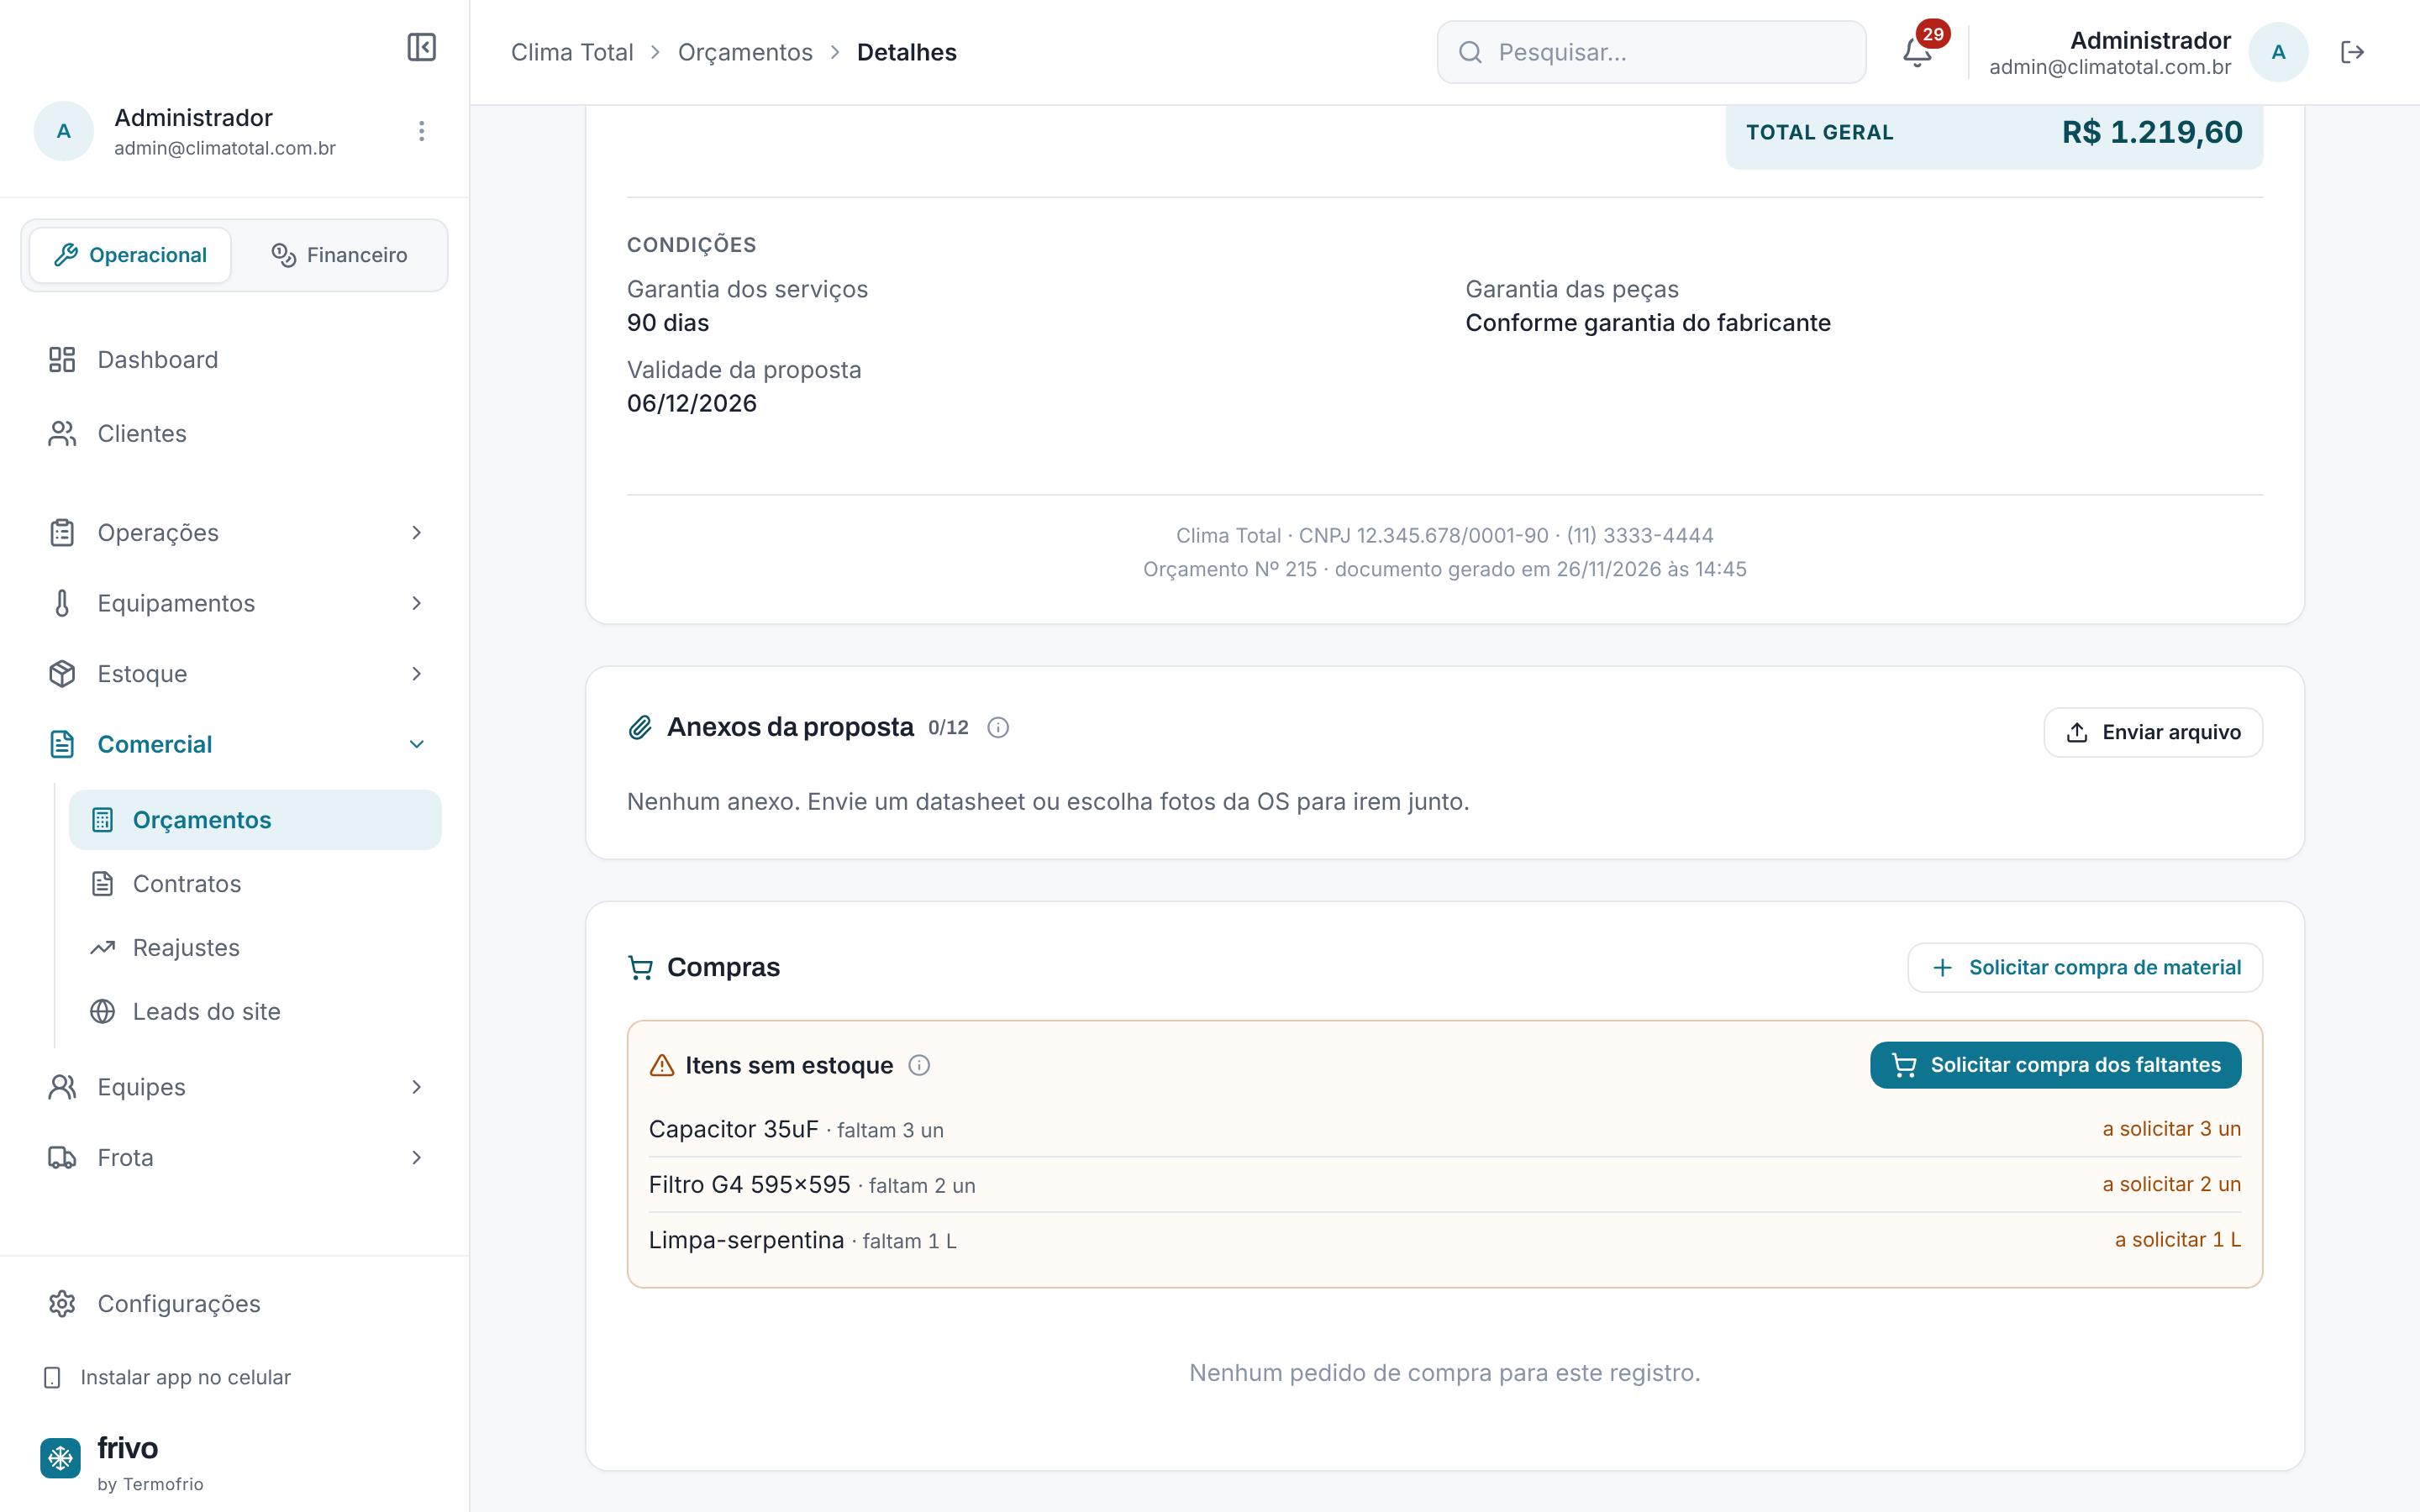 Clima Total > Orçamentos > Detalhes
Pesquisar...
29
Administrador
admin@climatotal.com.br
A
A
Administrador
admin@climatotal.com.br
Operacional
Financeiro
Dashboard
Clientes
Operações
Equipamentos
Estoque
Comercial
Orçamentos
Contratos
Reajustes
Leads do site
Equipes
Frota
Configurações
Instalar app no celular
frivo
by Termofrio
TOTAL GERAL R$ 1.219,60
CONDIÇÕES
Garantia dos serviços
90 dias
Garantia das peças
Conforme garantia do fabricante
Validade da proposta
06/12/2026
Clima Total · CNPJ 12.345.678/0001-90 · (11) 3333-4444
Orçamento Nº 215 · documento gerado em 26/11/2026 às 14:45
Anexos da proposta 0/12
Enviar arquivo
Nenhum anexo. Envie um datasheet ou escolha fotos da OS para irem junto.
Compras
Solicitar compra de material
Itens sem estoque
Solicitar compra dos faltantes
Capacitor 35uF · faltam 3 un a solicitar 3 un
Filtro G4 595×595 · faltam 2 un a solicitar 2 un
Limpa-serpentina · faltam 1 L a solicitar 1 L
Nenhum pedido de compra para este registro.